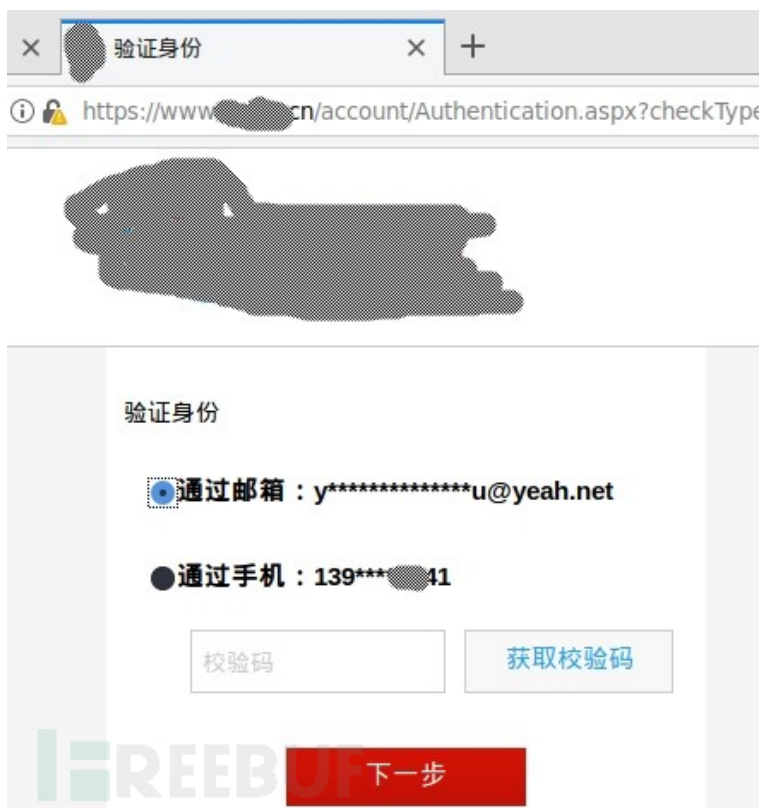 验证身份
https://www cn/account/Authentication.aspx?checkType
验证身份
通过邮箱：y**************u@yeah.net
通过手机：139*** 41
校验码 获取校验码
下一步
REEBUF